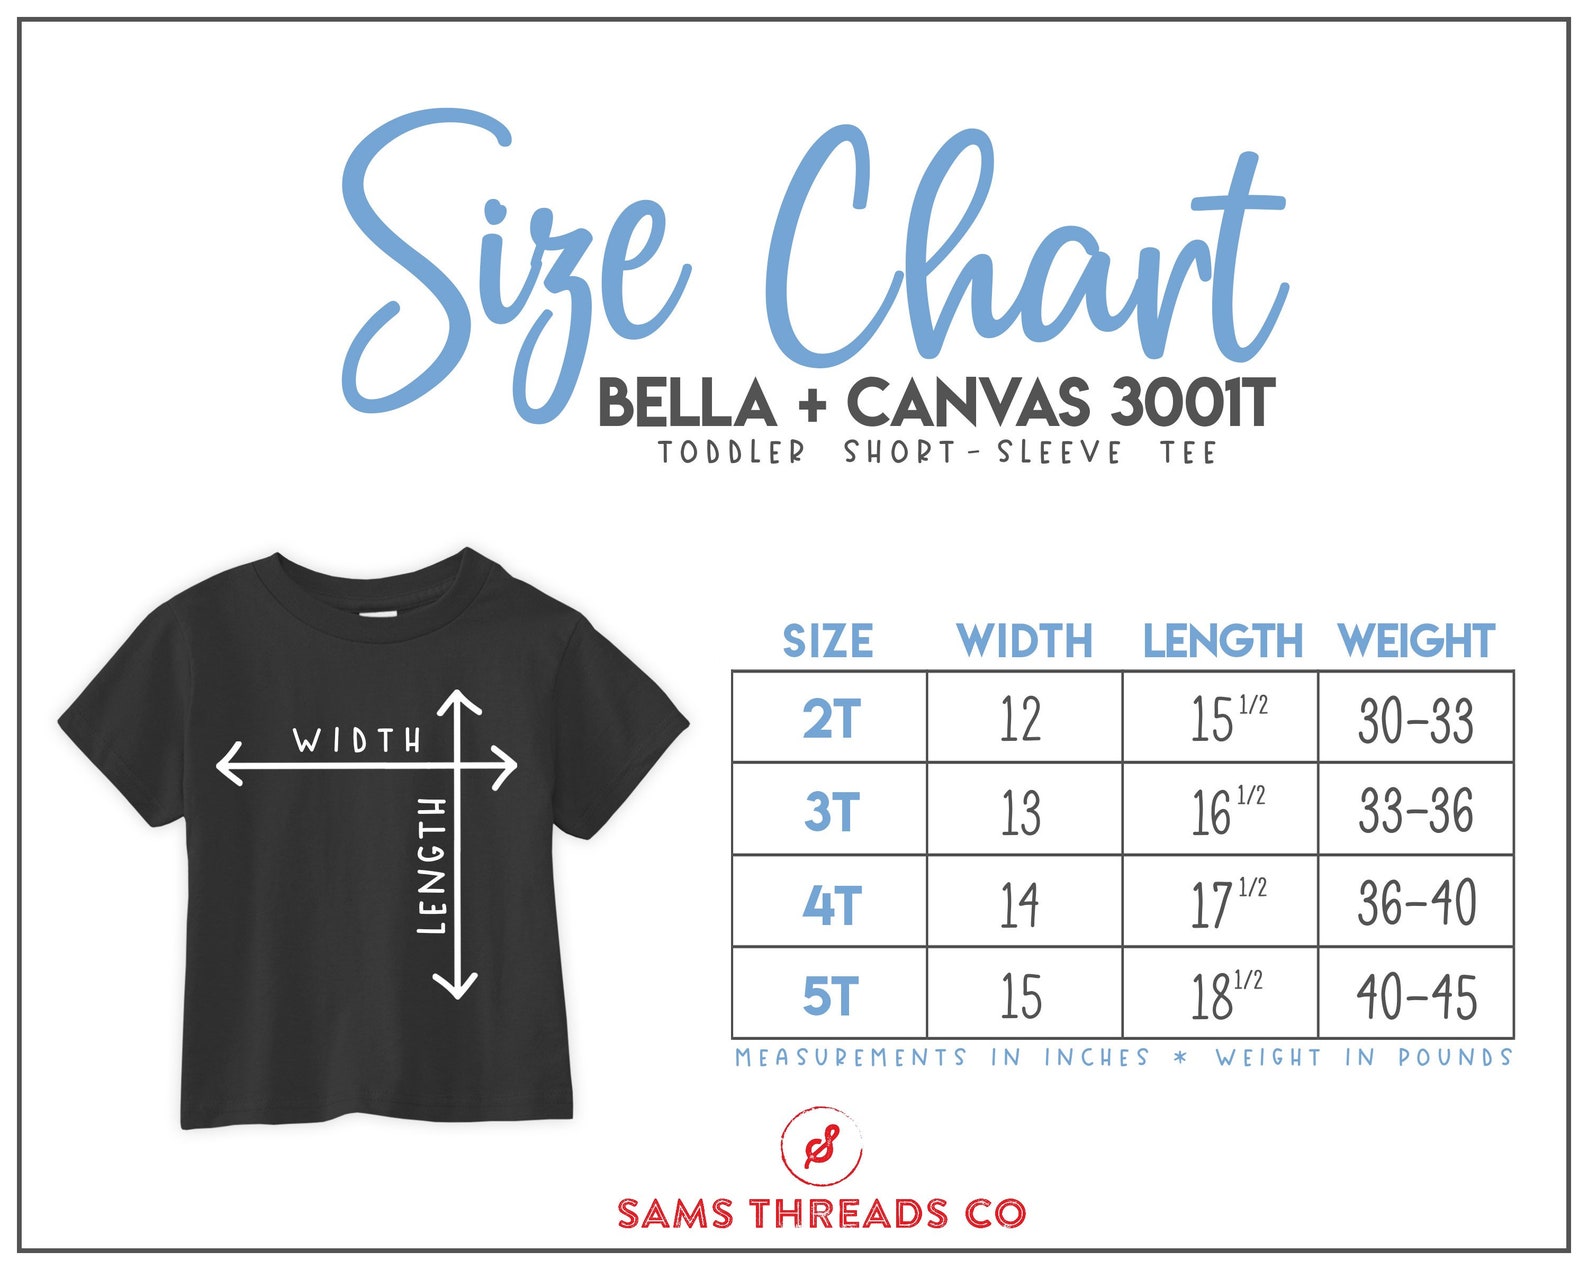 Size Chart
BELLA + CANVAS 3001T
TODDLER SHORT-SLEEVE TEE
WIDTH
LENGTH
SIZE WIDTH LENGTH WEIGHT
2T 12 15 1/2 30-33
3T 13 16 1/2 33-36
4T 14 17 1/2 36-40
5T 15 18 1/2 40-45
MEASUREMENTS IN INCHES * WEIGHT IN POUNDS
S
SAMS THREADS CO